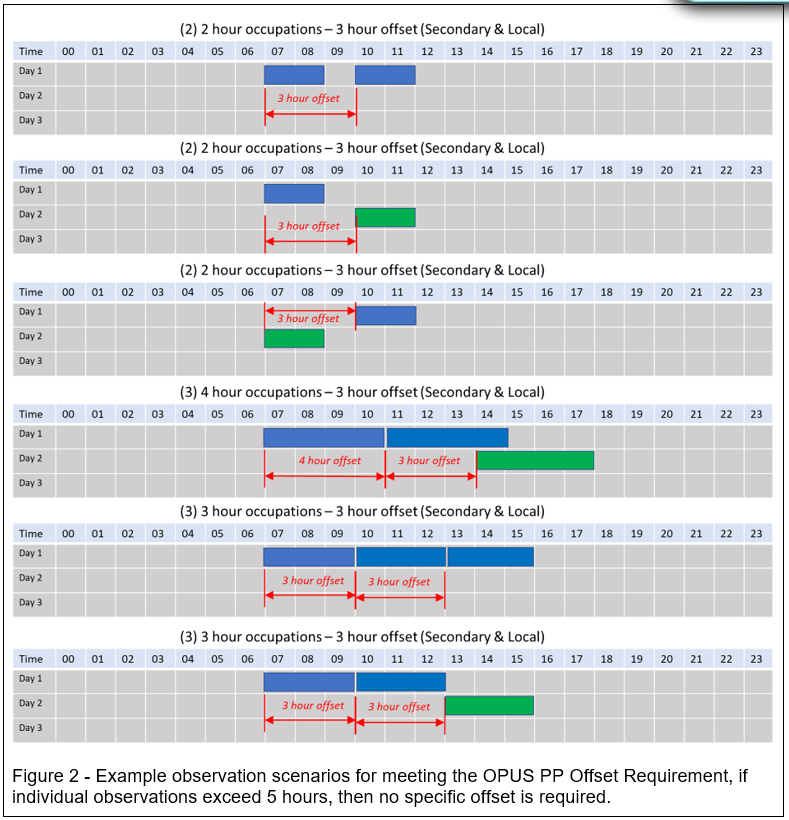 (2) 2 hour occupations – 3 hour offset (Secondary & Local)
Time 00 01 02 03 04 05 06 07 08 09 10 11 12 13 14 15 16 17 18 19 20 21 22 23
Day 1
Day 2
3 hour offset
Day 3
(2) 2 hour occupations – 3 hour offset (Secondary & Local)
Time 00 01 02 03 04 05 06 07 08 09 10 11 12 13 14 15 16 17 18 19 20 21 22 23
Day 1
Day 2
3 hour offset
Day 3
(2) 2 hour occupations – 3 hour offset (Secondary & Local)
Time 00 01 02 03 04 05 06 07 08 09 10 11 12 13 14 15 16 17 18 19 20 21 22 23
Day 1
3 hour offset
Day 2
Day 3
(3) 4 hour occupations – 3 hour offset (Secondary & Local)
Time 00 01 02 03 04 05 06 07 08 09 10 11 12 13 14 15 16 17 18 19 20 21 22 23
Day 1
Day 2 4 hour offset 3 hour offset
Day 3
(3) 3 hour occupations – 3 hour offset (Secondary & Local)
Time 00 01 02 03 04 05 06 07 08 09 10 11 12 13 14 15 16 17 18 19 20 21 22 23
Day 1
Day 2 3 hour offset 3 hour offset
Day 3
(3) 3 hour occupations – 3 hour offset (Secondary & Local)
Time 00 01 02 03 04 05 06 07 08 09 10 11 12 13 14 15 16 17 18 19 20 21 22 23
Day 1
Day 2 3 hour offset 3 hour offset
Day 3
Figure 2 - Example observation scenarios for meeting the OPUS PP Offset Requirement, if
individual observations exceed 5 hours, then no specific offset is required.